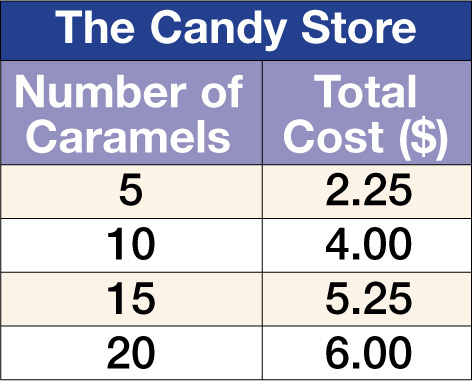 The Candy Store
Number of Total
Caramels Cost ($)
5 2.25
10 4.00
15 5.25
20 6.00